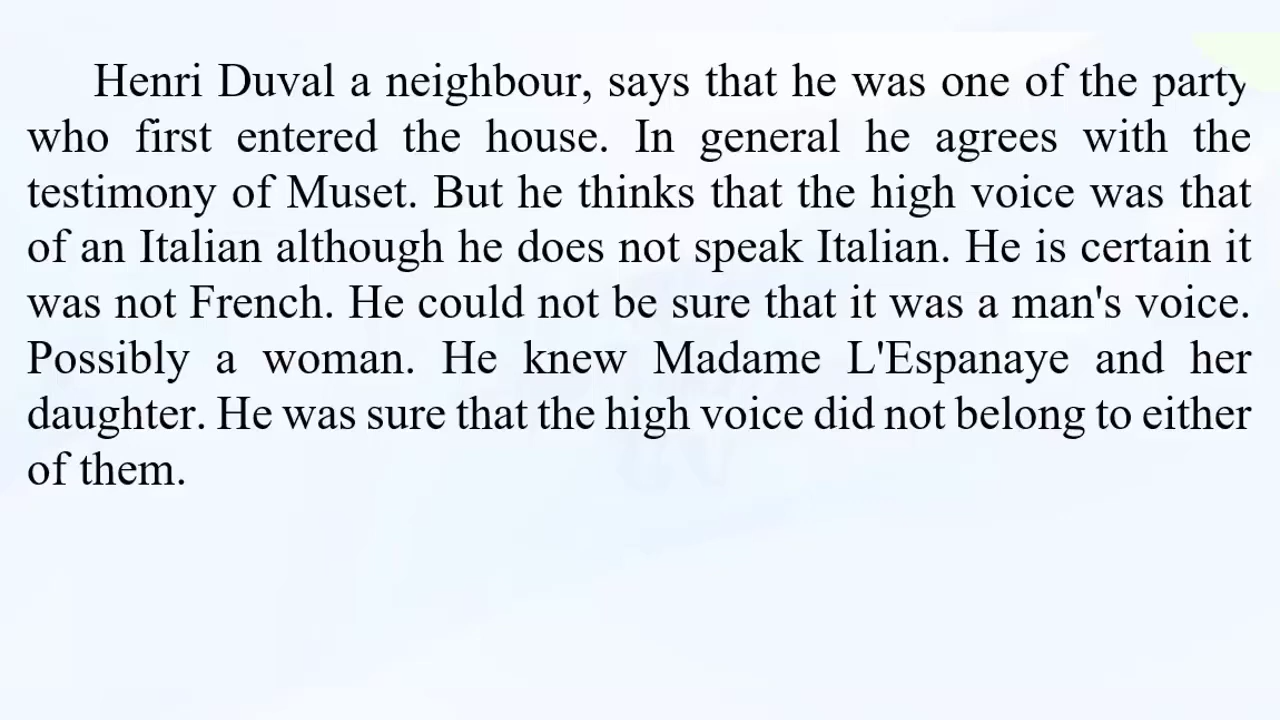 Henri Duval a neighbour, says that he was one of the party
who first entered the house. In general he agrees with the
testimony of Muset. But he thinks that the high voice was that
of an Italian although he does not speak Italian. He is certain it
was not French. He could not be sure that it was a man's voice.
Possibly a woman. He knew Madame L'Espanaye and her
daughter. He was sure that the high voice did not belong to either
of them.